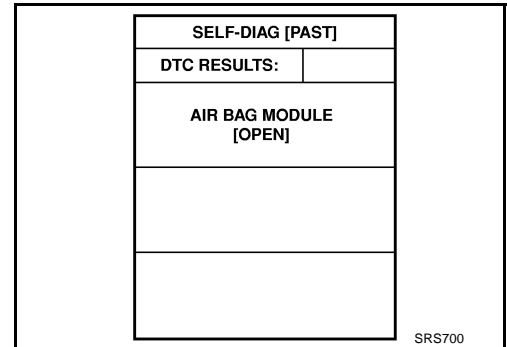 SELF-DIAG [PAST]
DTC RESULTS:
AIR BAG MODULE
[OPEN]
SRS700